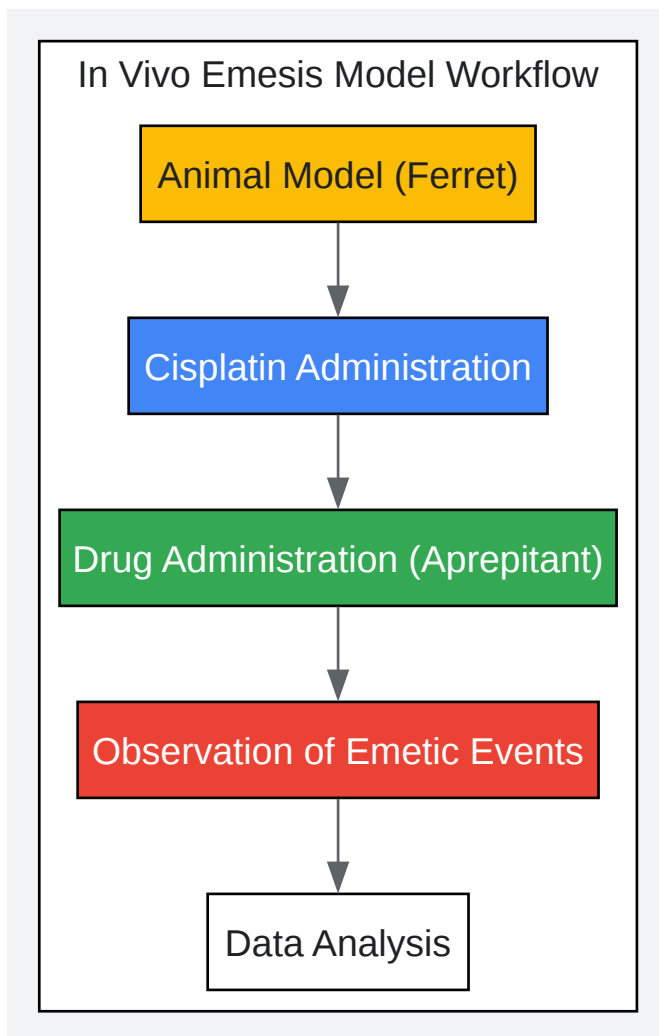 In Vivo Emesis Model Workflow
Animal Model (Ferret)
Cisplatin Administration
Drug Administration (Aprepitant)
Observation of Emetic Events
Data Analysis